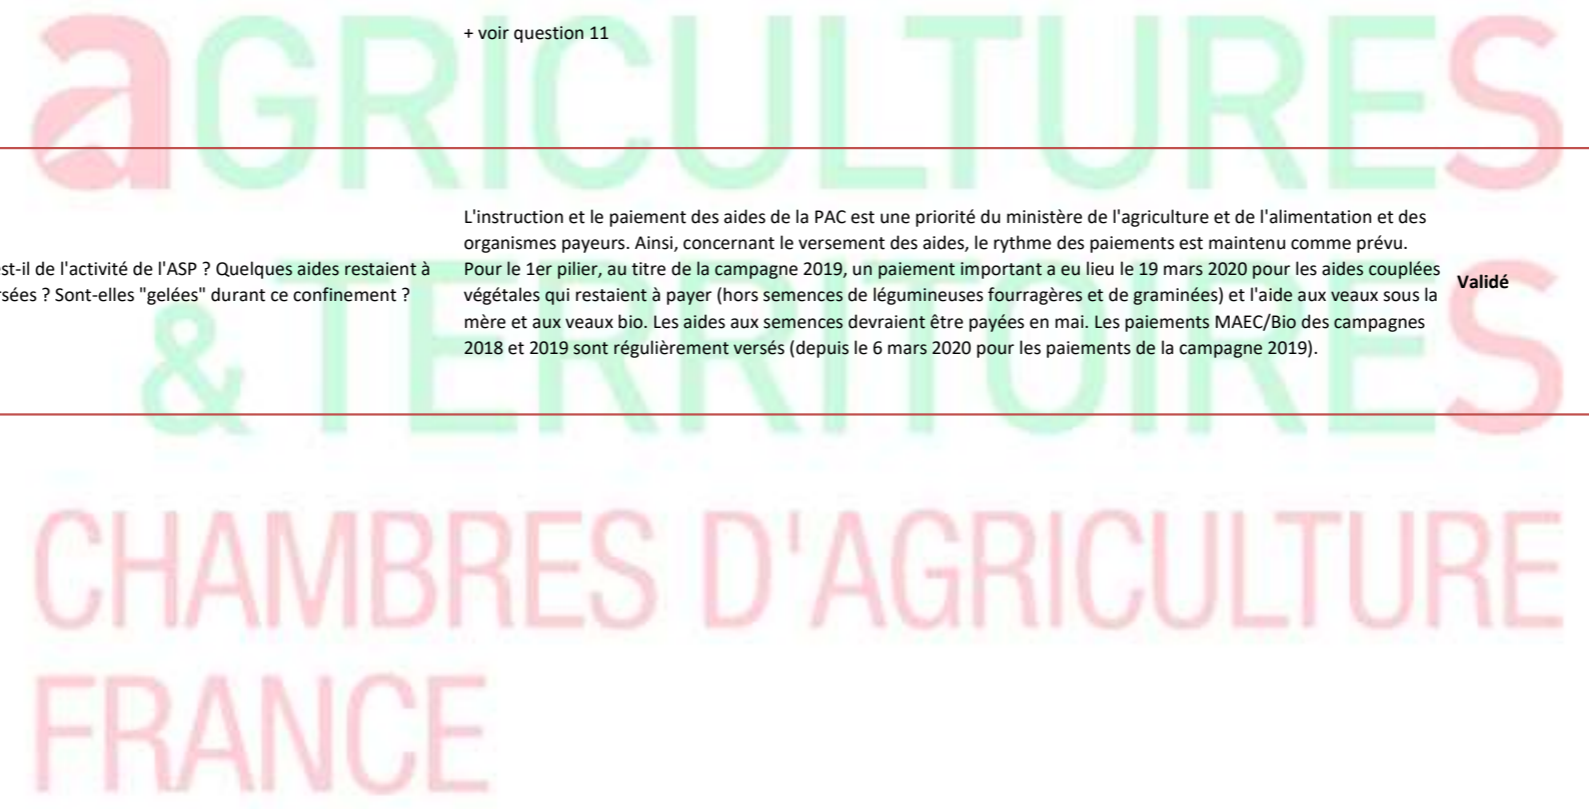 + voir question 11
L'instruction et le paiement des aides de la PAC est une priorité du ministère de l'agriculture et de l'alimentation et des
organismes payeurs. Ainsi, concernant le versement des aides, le rythme des paiements est maintenu comme prévu.
est-il de l'activité de l'ASP ? Quelques aides restaient à
rsées ? Sont-elles "gelées" durant ce confinement ?
Pour le 1er pilier, au titre de la campagne 2019, un paiement important a eu lieu le 19 mars 2020 pour les aides couplées
végétales qui restaient à payer (hors semences de légumineuses fourragères et de graminées) et l'aide aux veaux sous la
mère et aux veaux bio. Les aides aux semences devraient être payées en mai. Les paiements MAEC/Bio des campagnes
2018 et 2019 sont régulièrement versés (depuis le 6 mars 2020 pour les paiements de la campagne 2019).
Validé
aGRICULTURES
& TERRITOIRES
CHAMBRES D'AGRICULTURE
FRANCE